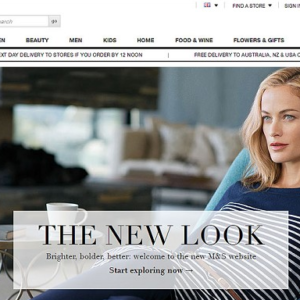 FIND A STORE
SIGN I
earch
go
EN BEAUTY MEN KIDS HOME FOOD & WINE FLOWERS & GIFTS
EXT DAY DELIVERY TO STORES IF YOU ORDER BY 12 NOON | FREE DELIVERY TO AUSTRALIA, NZ & USA O
THE NEW LOOK
Brighter, bolder, better: welcome to the new M&S website
Start exploring now →